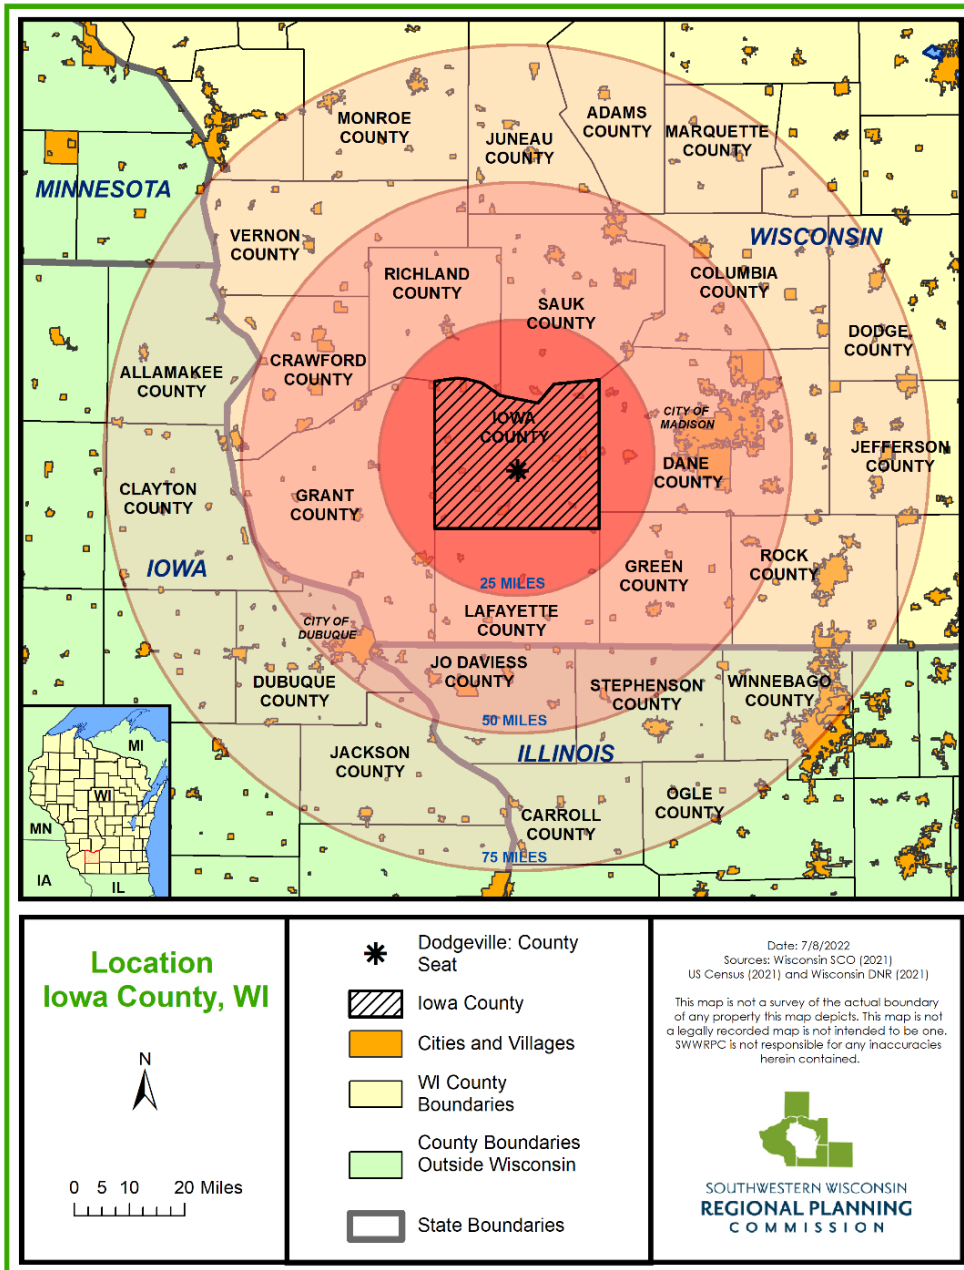 MONROE
COUNTY
JUNEAU
COUNTY
ADAMS
COUNTY
MARQUETTE
COUNTY
MINNESOTA
WISCONSIN
VERNON
COUNTY
RICHLAND
COUNTY
COLUMBIA
COUNTY
SAUK
COUNTY
DODGE
COUNTY
ALLAMAKEE
COUNTY
CRAWFORD
COUNTY
IOWA
COUNTY
CITY OF
MADISON
JEFFERSON
COUNTY
DANE
COUNTY
CLAYTON
COUNTY
GRANT
COUNTY
IOWA
GREEN
COUNTY
ROCK
COUNTY
25 MILES
LAFAYETTE
COUNTY
CITY OF
DUBUQUE
DUBUQUE
COUNTY
JO DAVIESS
COUNTY
STEPHENSON
COUNTY
WINNEBAGO
COUNTY
50 MILES
ILLINOIS
JACKSON
COUNTY
OGLE
COUNTY
CARROLL
COUNTY
75 MILES
MI
WI
MN
IA
IL
Location
Iowa County, WI
N
0 5 10 20 Miles
Dodgeville: County
Seat
Iowa County
Cities and Villages
WI County
Boundaries
County Boundaries
Outside Wisconsin
State Boundaries
Date: 7/8/2022
Sources: Wisconsin SCO (2021)
US Census (2021) and Wisconsin DNR (2021)
This map is not a survey of the actual boundary
of any property this map depicts. This map is not
a legally recorded map is not intended to be one.
SWWRPC is not responsible for any inaccuracies
herein contained.
SOUTHWESTERN WISCONSIN
REGIONAL PLANNING
COMMISSION